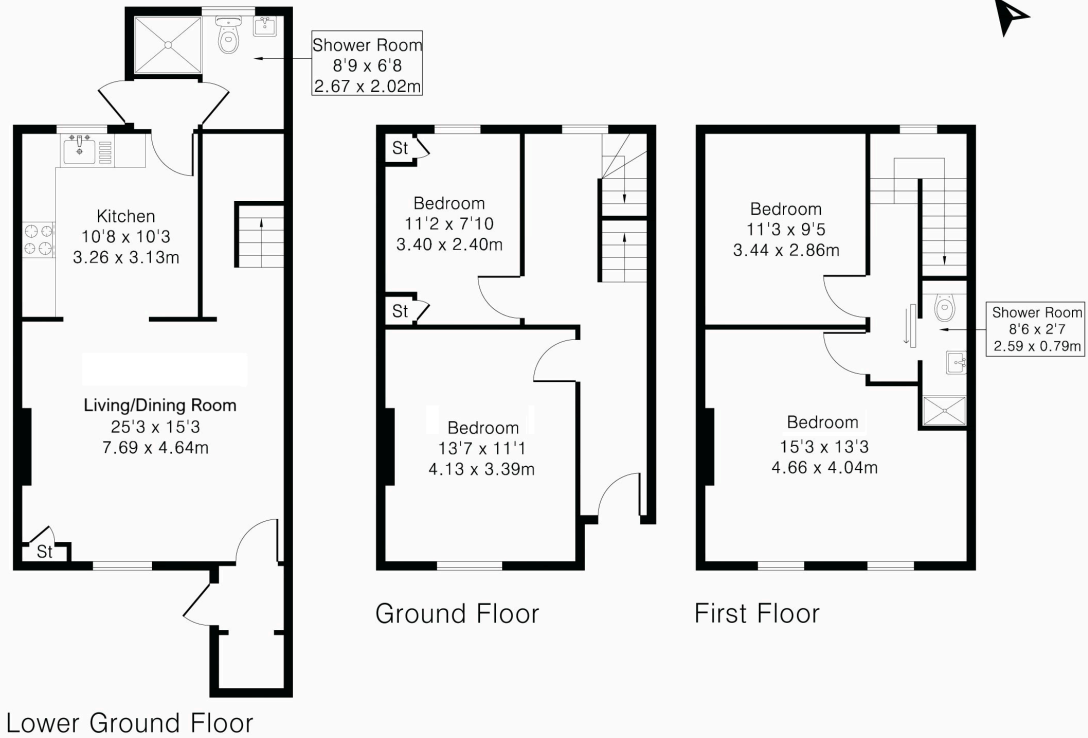 Shower Room
8'9 x 6'8
2.67 x 2.02m
Kitchen
10'8 x 10'3
3.26 x 3.13m
Living/Dining Room
25'3 x 15'3
7.69 x 4.64m
St
Lower Ground Floor
St
Bedroom
11'2 x 7'10
3.40 x 2.40m
St
Bedroom
13'7 x 11'1
4.13 x 3.39m
Ground Floor
Bedroom
11'3 x 9'5
3.44 x 2.86m
Shower Room
8'6 x 2'7
2.59 x 0.79m
Bedroom
15'3 x 13'3
4.66 x 4.04m
First Floor